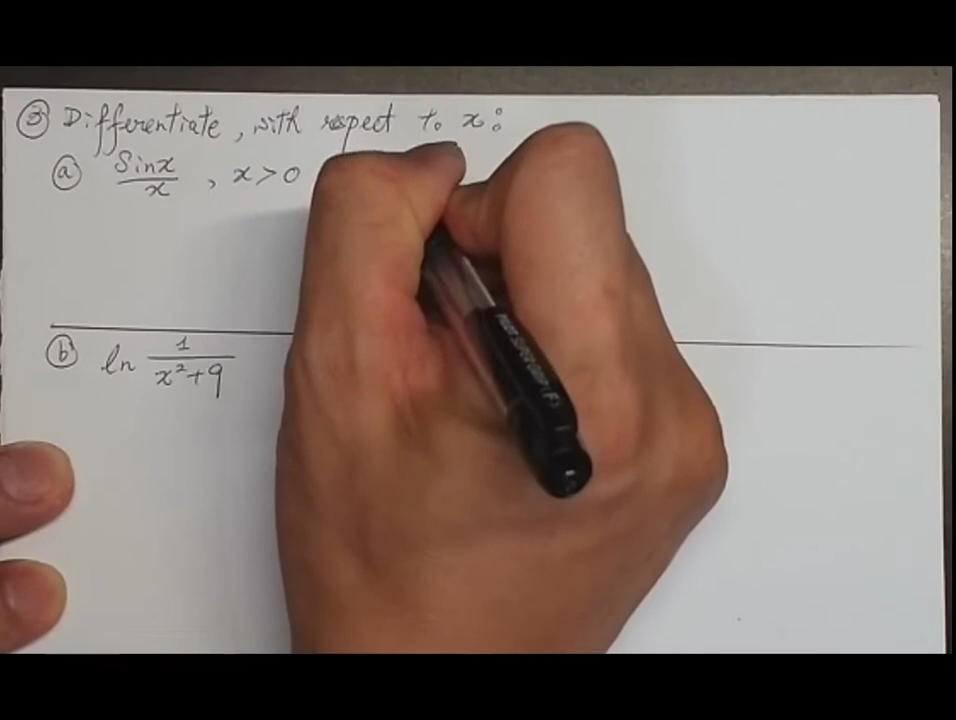 ③ Differentiate, with respect to x:
ⓐ Sinx/x , x>0
ⓑ ln 1/x²+9